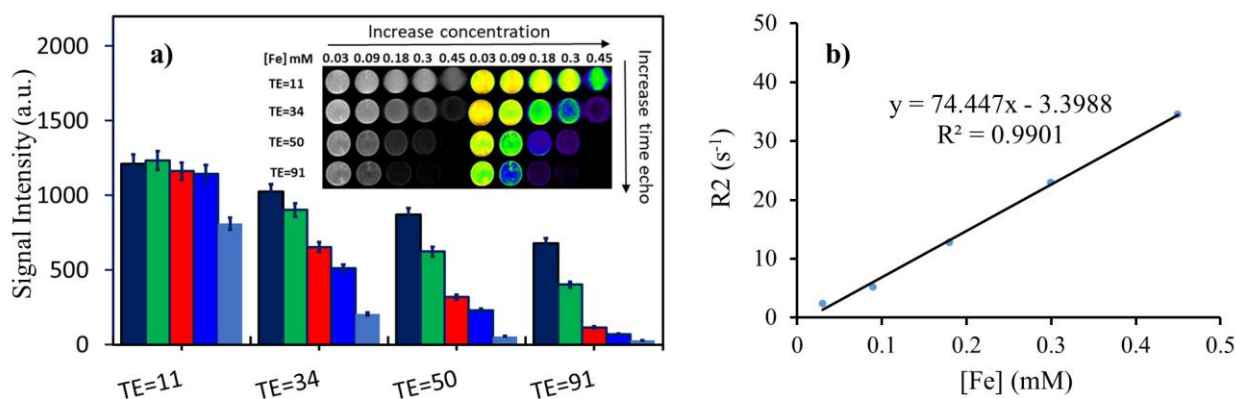 a)
Increase concentration
[Fe] mM 0.03 0.09 0.18 0.3 0.45 0.03 0.09 0.18 0.3 0.45
TE=11
TE=34
TE=50
TE=91
Increase time echo
Signal Intensity (a.u.)
2000
1500
1000
500
0
TE=11 TE=34 TE=50 TE=91
b)
y = 74.447x - 3.3988
R² = 0.9901
R2 (s⁻¹)
50
40
30
20
10
0
0 0.1 0.2 0.3 0.4 0.5
[Fe] (mM)